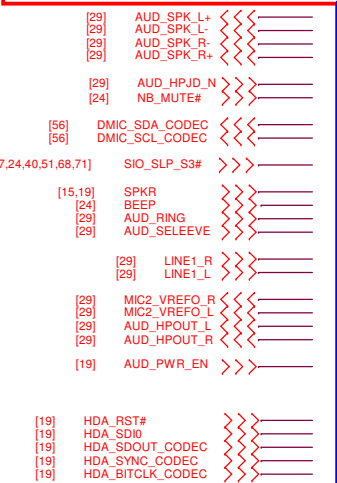 [29] AUD_SPK_L+
[29] AUD_SPK_L-
[29] AUD_SPK_R-
[29] AUD_SPK_R+
[29] AUD_HPJD_N
[24] NB_MUTE#
[56] DMIC_SDA_CODEC
[56] DMIC_SCL_CODEC
7,24,40,51,68,71] SIO_SLP_S3#
[15,19] SPKR
[24] BEEP
[29] AUD_RING
[29] AUD_SELEEVE
[29] LINE1_R
[29] LINE1_L
[29] MIC2_VREFO_R
[29] MIC2_VREFO_L
[29] AUD_HPOUT_L
[29] AUD_HPOUT_R
[19] AUD_PWR_EN
[19] HDA_RST#
[19] HDA_SDI0
[19] HDA_SDOUT_CODEC
[19] HDA_SYNC_CODEC
[19] HDA_BITCLK_CODEC